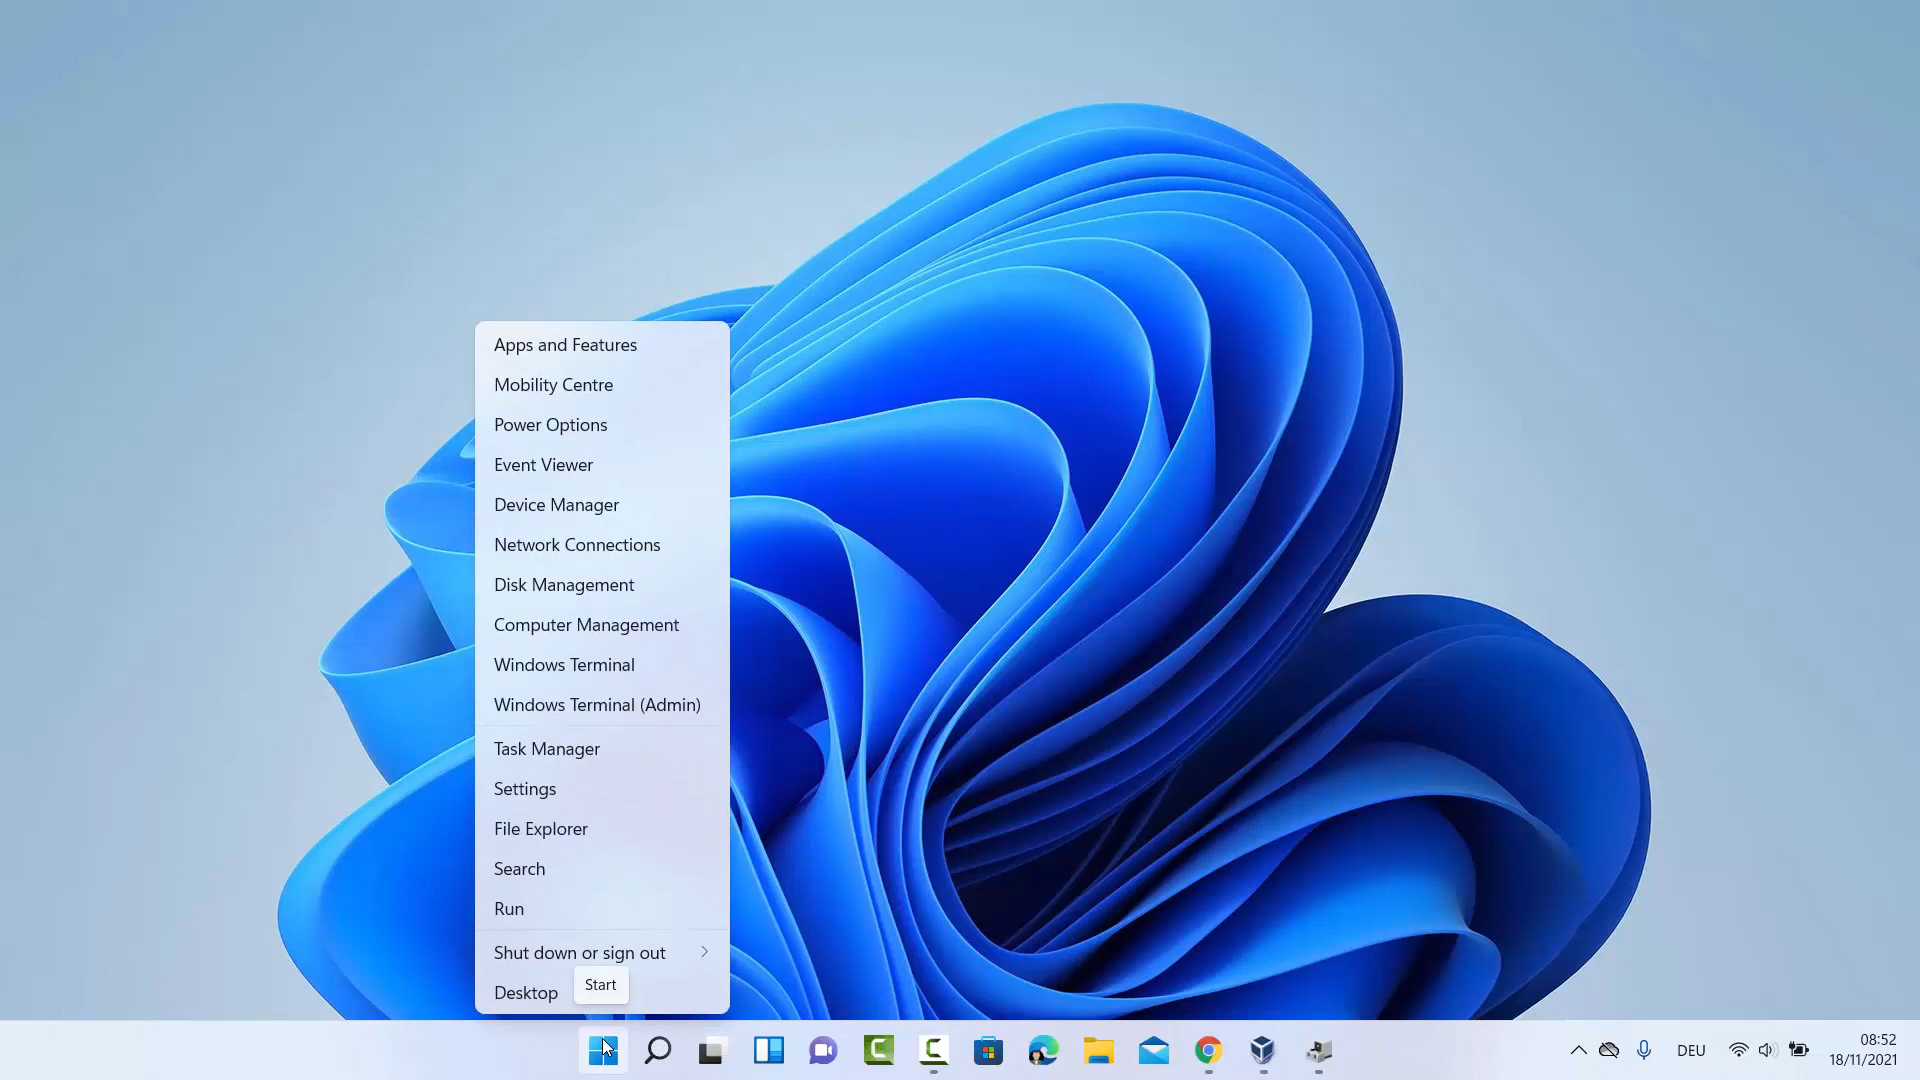 Apps and Features
Mobility Centre
Power Options
Event Viewer
Device Manager
Network Connections
Disk Management
Computer Management
Windows Terminal
Windows Terminal (Admin)
Task Manager
Settings
File Explorer
Search
Run
Shut down or sign out
Desktop
Start
DEU
08:52
18/11/2021